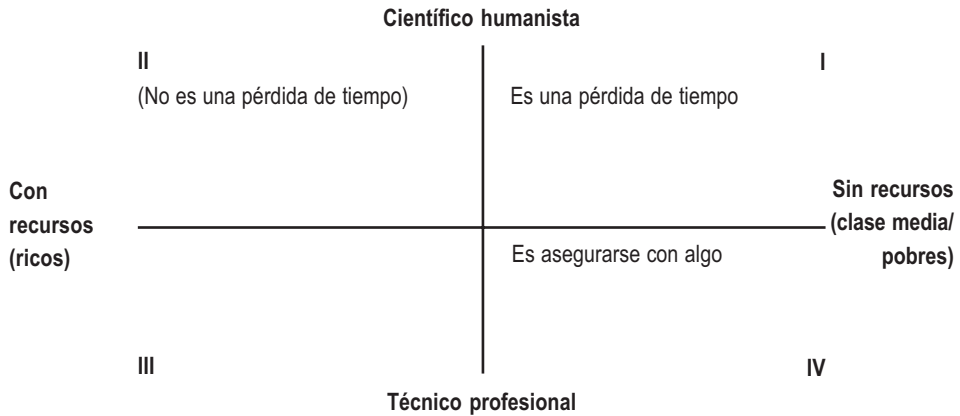 Científico humanista
II
I
(No es una pérdida de tiempo)
Es una pérdida de tiempo
Con
recursos
(ricos)
Sin recursos
(clase media/
pobres)
Es asegurarse con algo
III
IV
Técnico profesional